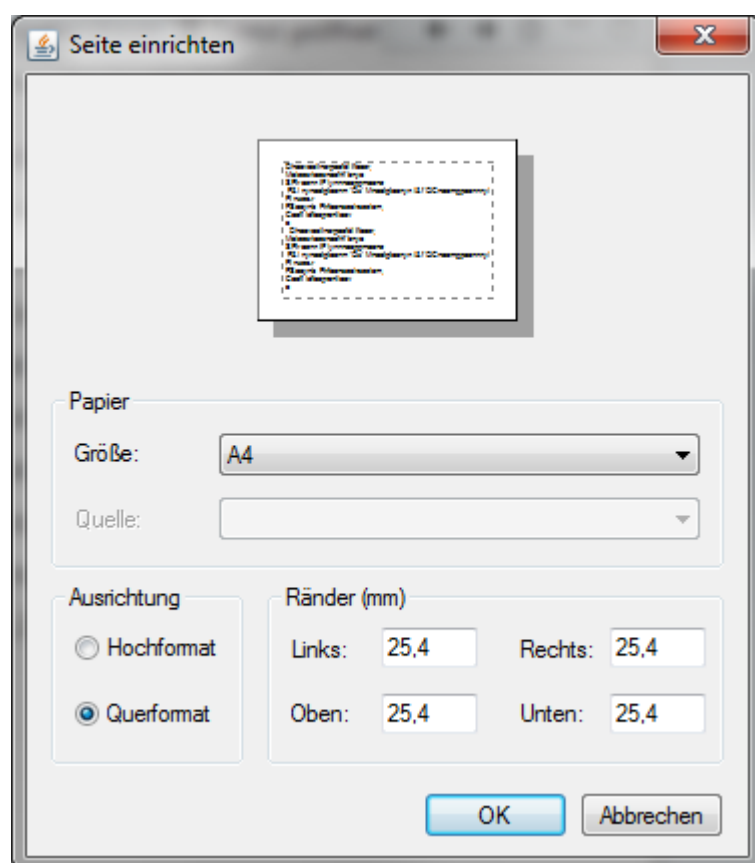 Seite einrichten
Papier
Größe:
A4
Quelle:
Ausrichtung
Hochformat
Querformat
Ränder (mm)
Links: 25,4 Rechts: 25,4
Oben: 25,4 Unten: 25,4
OK Abbrechen